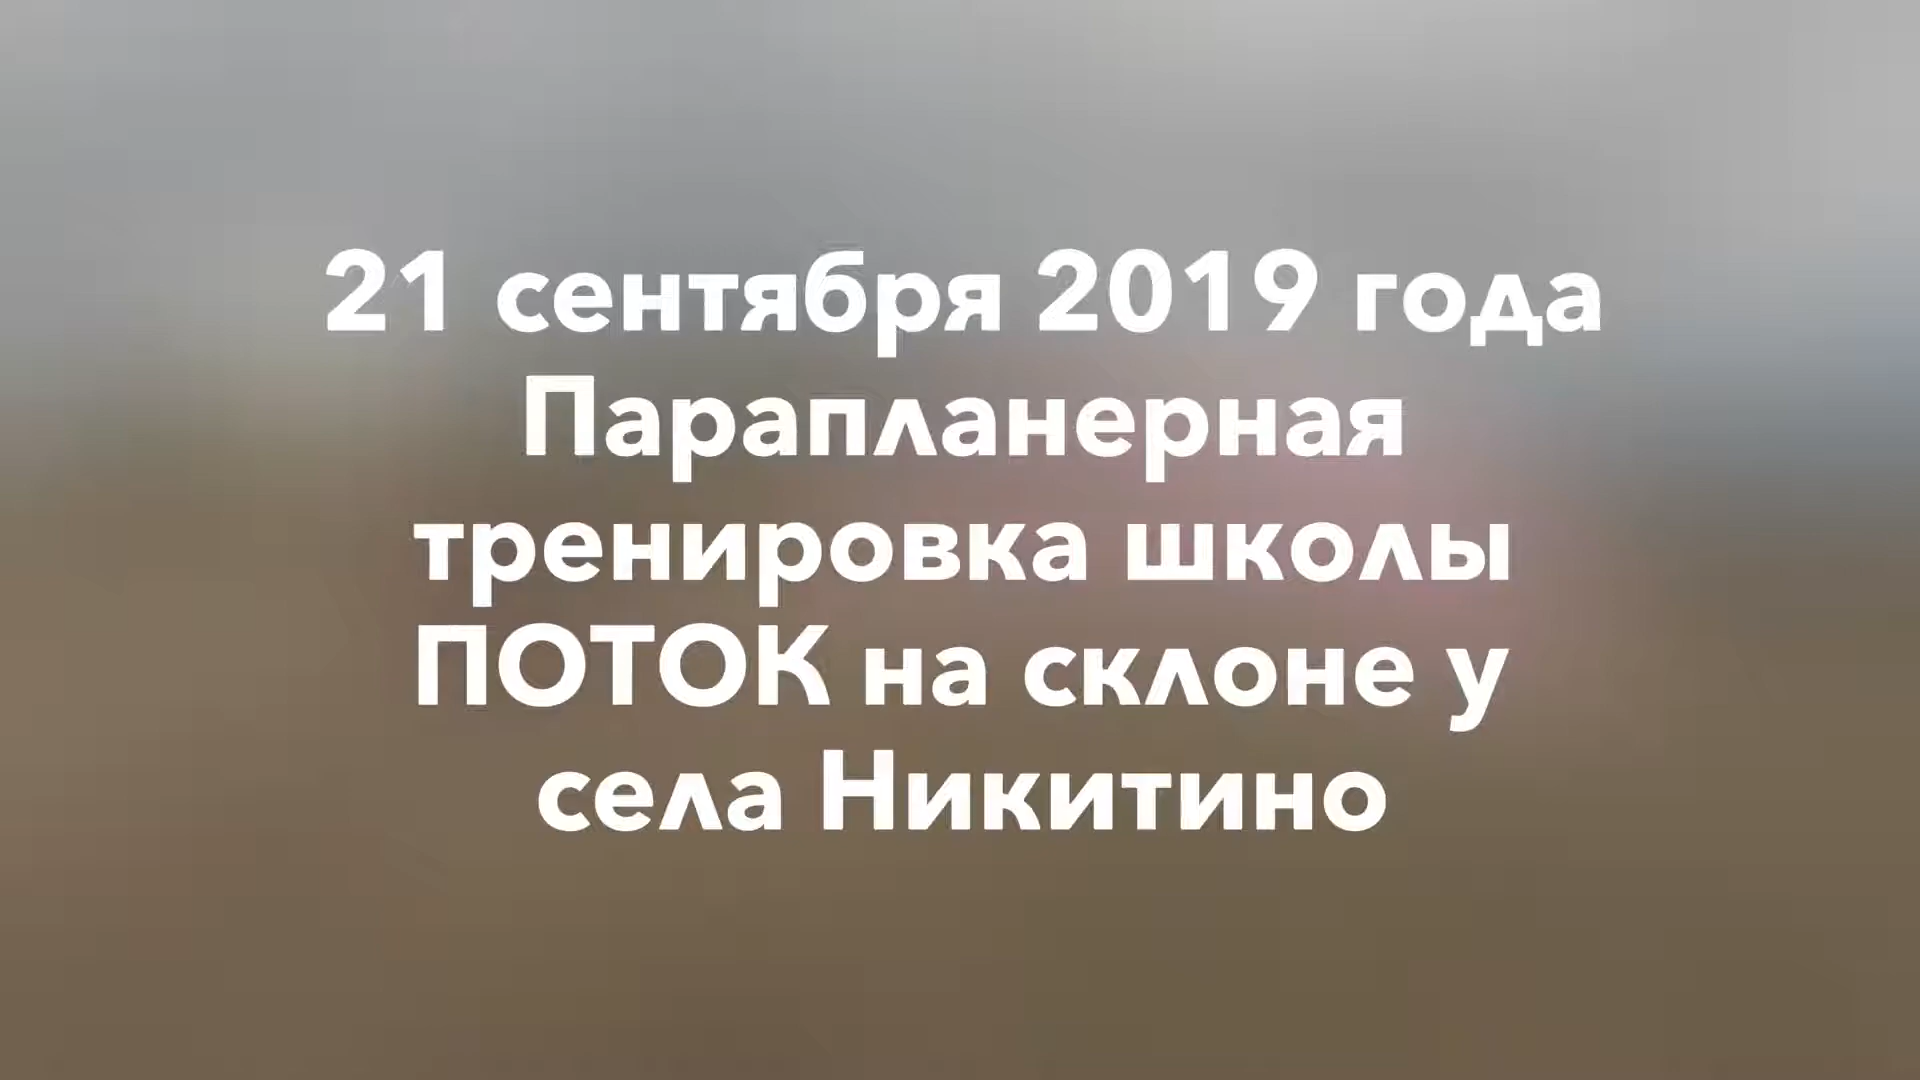 21 сентября 2019 года
Парапланерная
тренировка школы
ПОТОК на склоне у
села Никитино